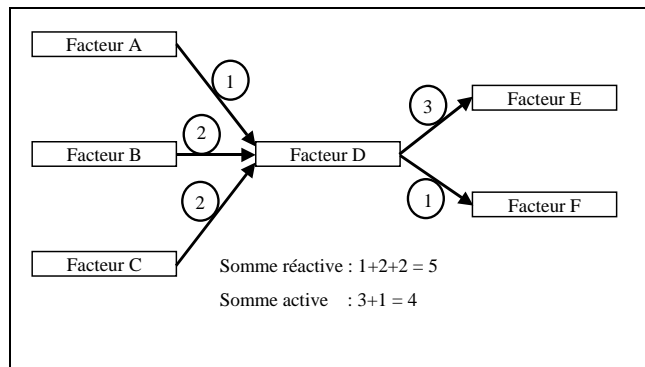 Facteur A
1
3
Facteur E
2
Facteur B
Facteur D
2
1
Facteur F
Facteur C
Somme réactive : 1+2+2 = 5
Somme active : 3+1 = 4